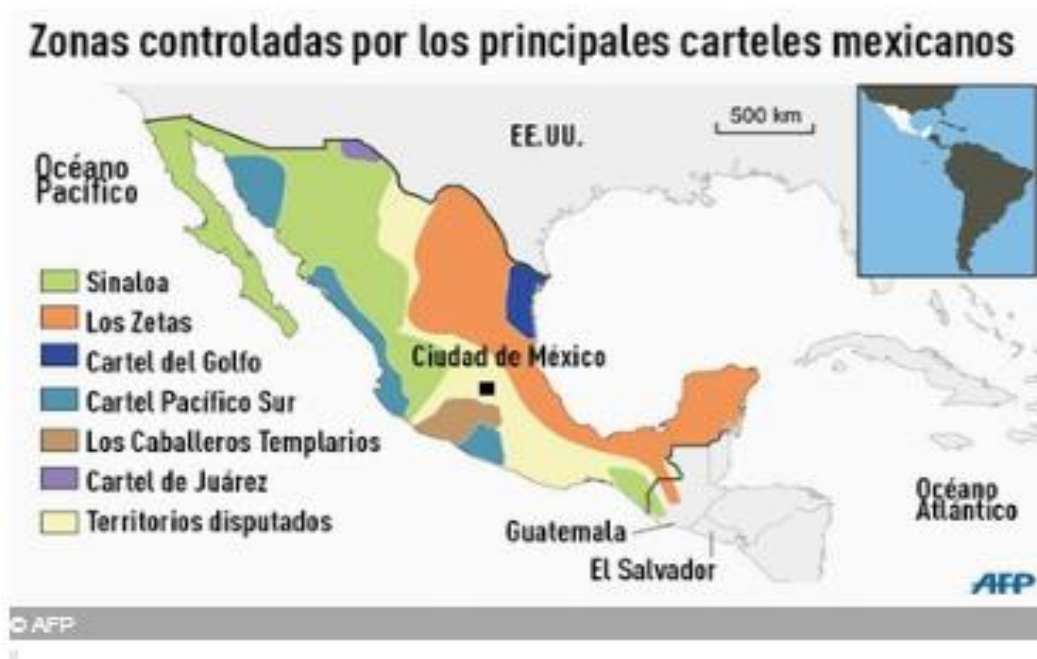 Zonas controladas por los principales carteles mexicanos
500 km
EE.UU.
Océano
Pacífico
Sinaloa
Los Zetas
Cartel del Golfo
Ciudad de México
Cartel Pacífico Sur
Los Caballeros Templarios
Cartel de Juárez
Territorios disputados
Océano
Atlántico
Guatemala
El Salvador
AFP
© AFP